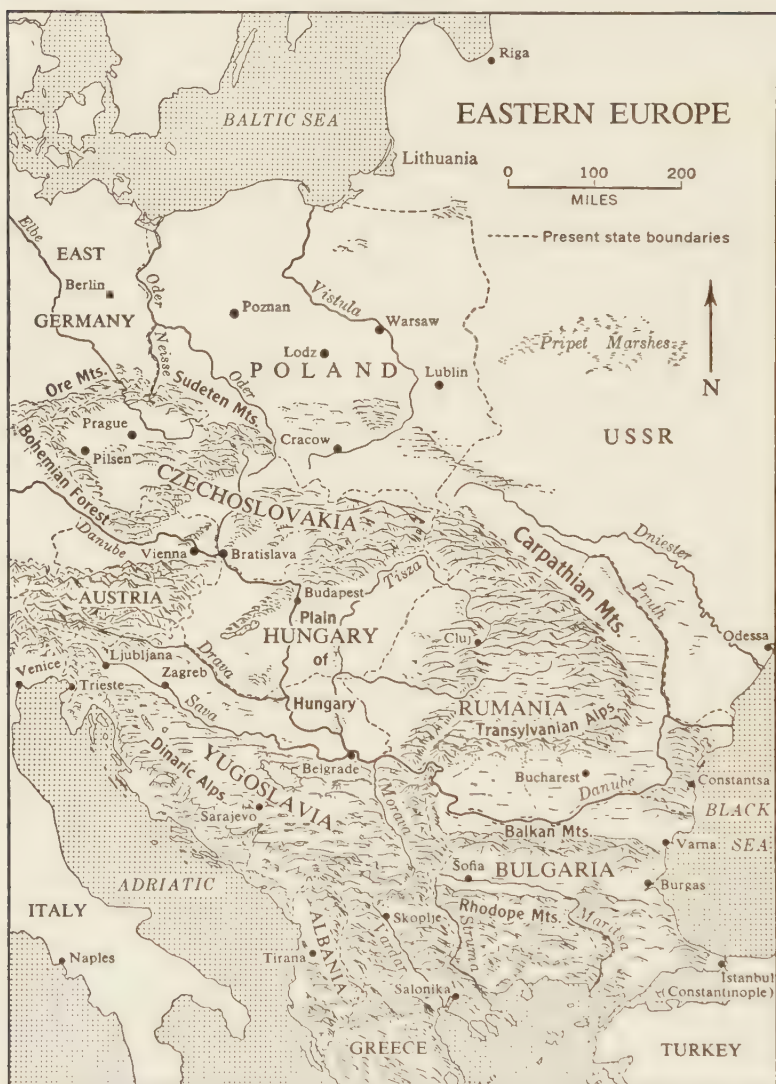 Riga
BALTIC SEA
EASTERN EUROPE
Lithuania
0 100 200
MILES
Present state boundaries
Elbe
EAST
Berlin
GERMANY
Oder
Neisse
Poznan
Vistula
Warsaw
Lodz
POLAND
Lublin
Pripet Marshes
N
USSR
Ore Mts.
Sudeten Mts.
Oder
Prague
Pilsen
Cracow
Bohemian Forest
CZECHOSLOVAKIA
Danube
Vienna
Bratislava
AUSTRIA
Budapest
Tisza
Carpathian Mts.
Dniester
Pruth
Odessa
Plain
HUNGARY
of
Hungary
Cluj
Drava
Ljubljana
Venice
Trieste
Zagreb
Sava
RUMANIA
Transylvanian Alps
Belgrade
Dinaric Alps
YUGOSLAVIA
Sarajevo
Morava
Bucharest
Danube
Constantsa
BLACK
SEA
Balkan Mts.
Varna
Sofia
BULGARIA
Burgas
ADRIATIC
ITALY
Naples
ALBANIA
Tirana
Skoplje
Vardar
Struma
Rhodope Mts.
Maritsa
Salonika
Istanbul
(Constantinople)
GREECE
TURKEY